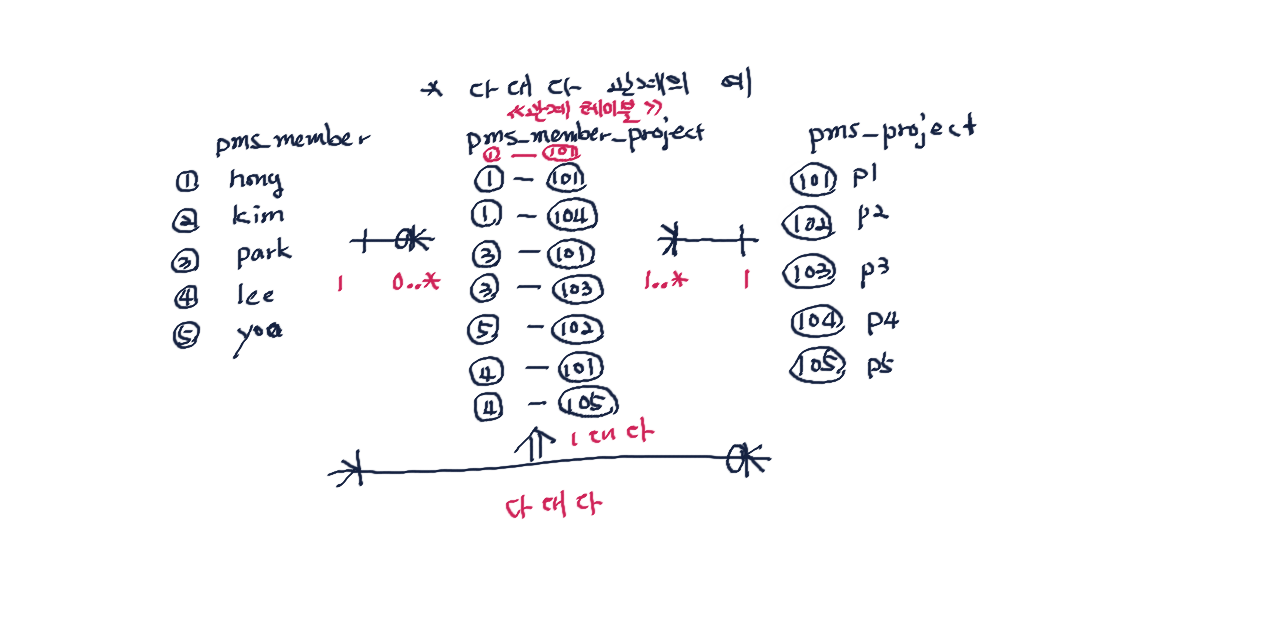 * 다대다 관계의 예
<<관계 테이블>>
pms_member
① hong
② kim
③ park
④ lee
⑤ yoo
1 0..*
pms_member_project
① - 101
① - 101
① - 104
③ - 101
③ - 103
⑤ - 102
④ - 101
④ - 105
1..* 1
pms_project
101 p1
102 p2
103 p3
104 p4
105 p5
1대다
다대다